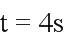 t = 4s